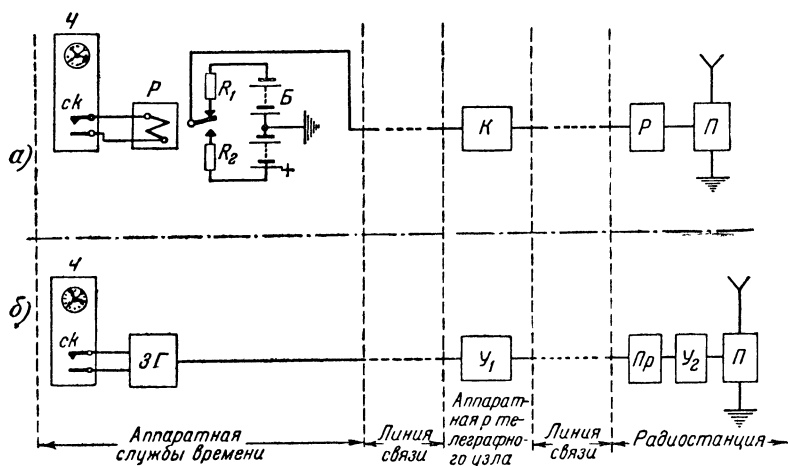 Ч
ск
Р
R₁
R₂
Б
+
К
Р
П
а)
Ч
ск
ЗГ
У₁
Пр
У₂
П
б)
Аппаратная
службы времени
Линия
связи
Аппарат-
ная р те-
леграфно-
го узла
Линия
связи
Радиостанция